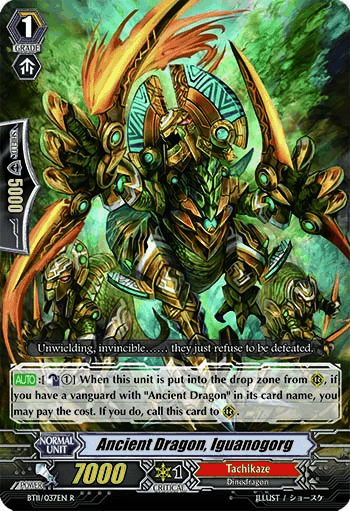 1
GRADE
SHIELD 5000
Unwielding, invincible…… they just refuse to be defeated.
AUTO :[ ①] When this unit is put into the drop zone from , if
you have a vanguard with "Ancient Dragon" in its card name, you
may pay the cost. If you do, call this card to .
NORMAL
UNIT
Ancient Dragon, Iguanogorg
POWER 7000
1
CRITICAL
Tachikaze
Dinodragon
BT11/037EN R
ILLUST / ショースケ